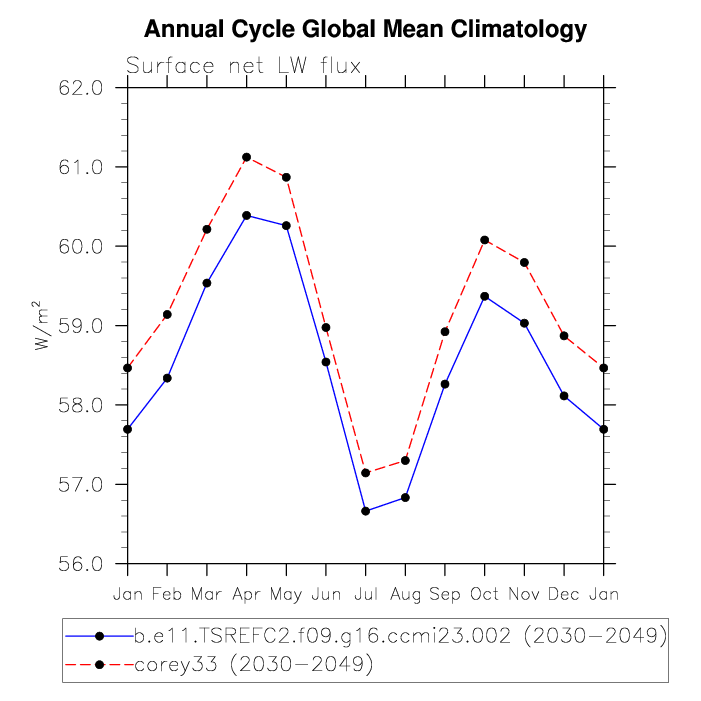 Annual Cycle Global Mean Climatology
Surface net LW flux
62.0
61.0
60.0
59.0
58.0
57.0
56.0
W/m²
Jan Feb Mar Apr May Jun Jul Aug Sep Oct Nov Dec Jan
b.e11.TSREFC2.f09.g16.ccmi23.002 (2030-2049)
corey33 (2030-2049)